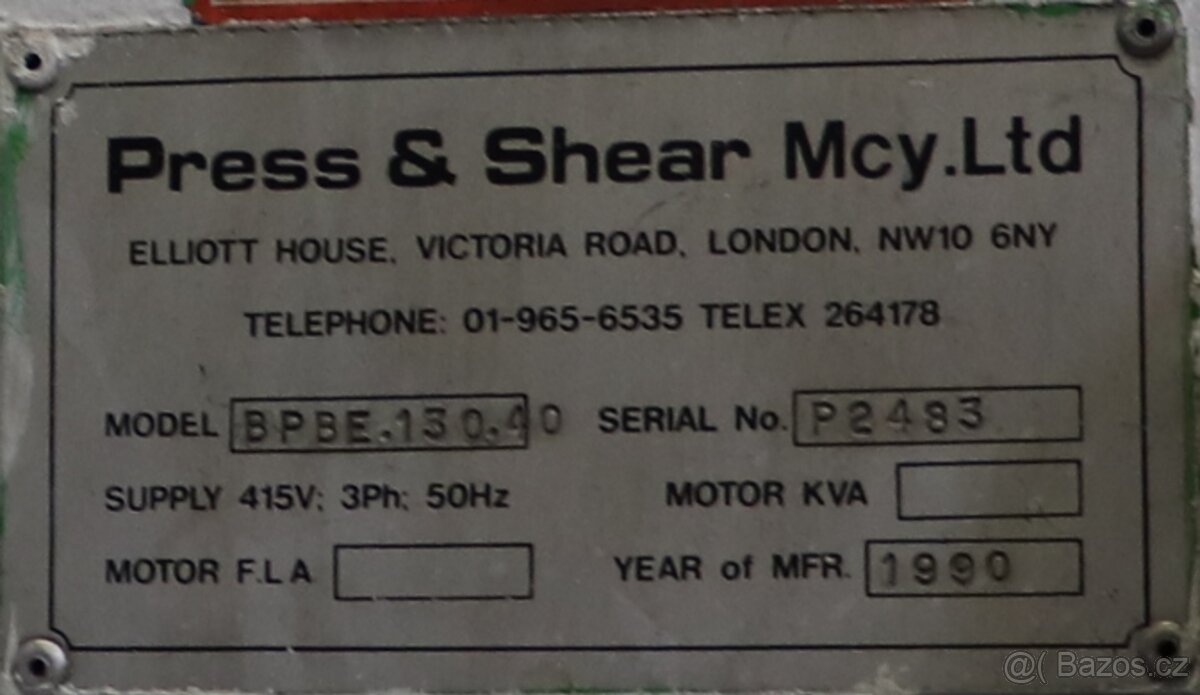 Press & Shear Mcy.Ltd
ELLIOTT HOUSE, VICTORIA ROAD, LONDON, NW10 6NY
TELEPHONE: 01-965-6535 TELEX 264178
MODEL BPBE.130.40 SERIAL No. P2483
SUPPLY 415V; 3Ph; 50Hz MOTOR KVA
MOTOR F.L A YEAR of MFR. 1990
@( Bazos.cz